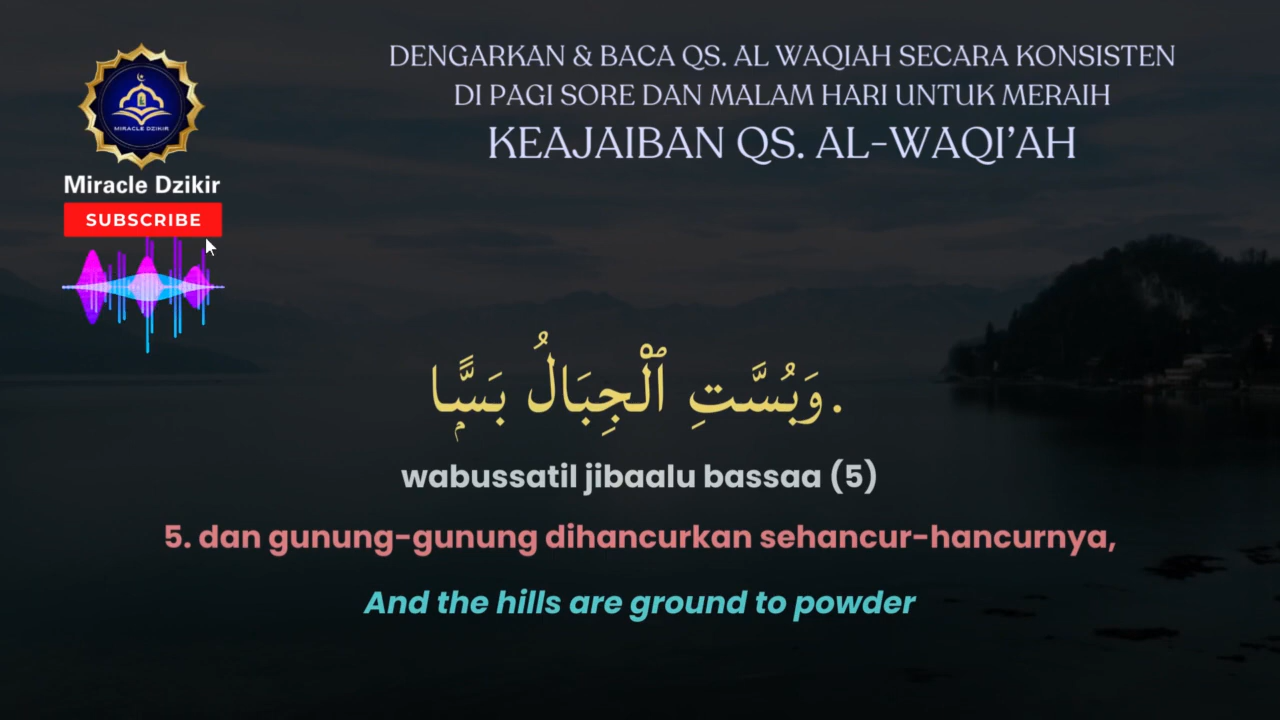 DENGARKAN & BACA QS. AL WAQIAH SECARA KONSISTEN
DI PAGI SORE DAN MALAM HARI UNTUK MERAIH
KEAJAIBAN QS. AL-WAQI'AH
MIRACLE DZIKIR
Miracle Dzikir
SUBSCRIBE
وَبُسَّتِ ٱلْجِبَالُ بَسًّۭا.
wabussatil jibaalu bassaa (5)
5. dan gunung-gunung dihancurkan sehancur-hancurnya,
And the hills are ground to powder